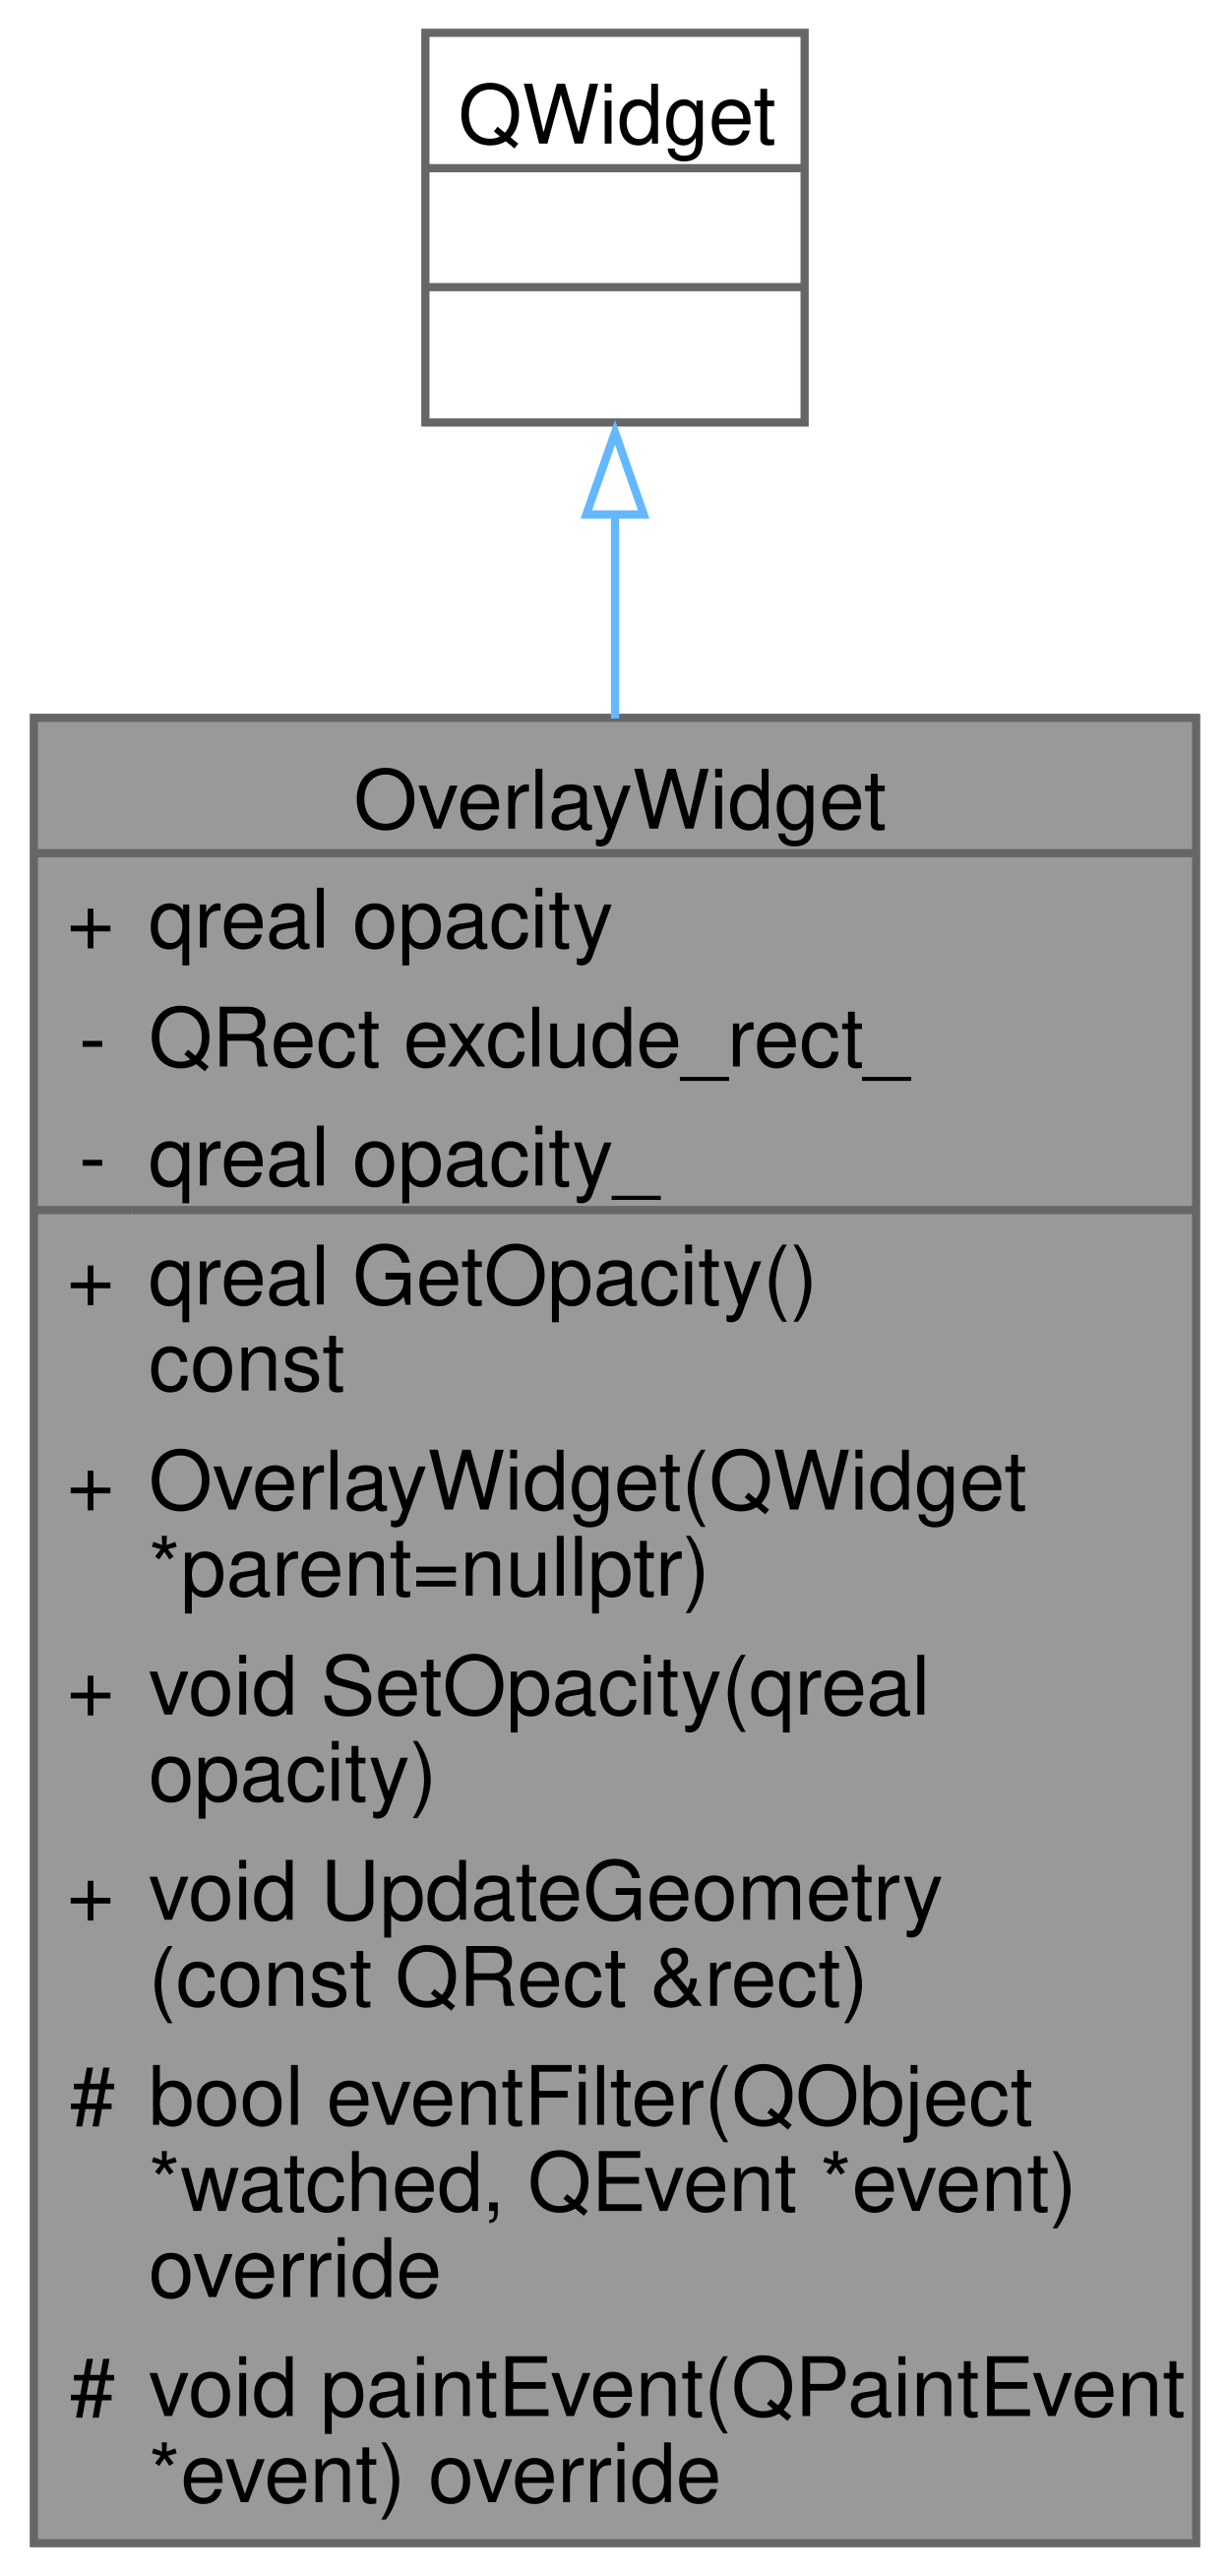 QWidget
OverlayWidget
+ qreal opacity
- QRect exclude_rect_
- qreal opacity_
+ qreal GetOpacity()
const
+ OverlayWidget(QWidget
*parent=nullptr)
+ void SetOpacity(qreal
opacity)
+ void UpdateGeometry
(const QRect &rect)
# bool eventFilter(QObject
*watched, QEvent *event)
override
# void paintEvent(QPaintEvent
*event) override